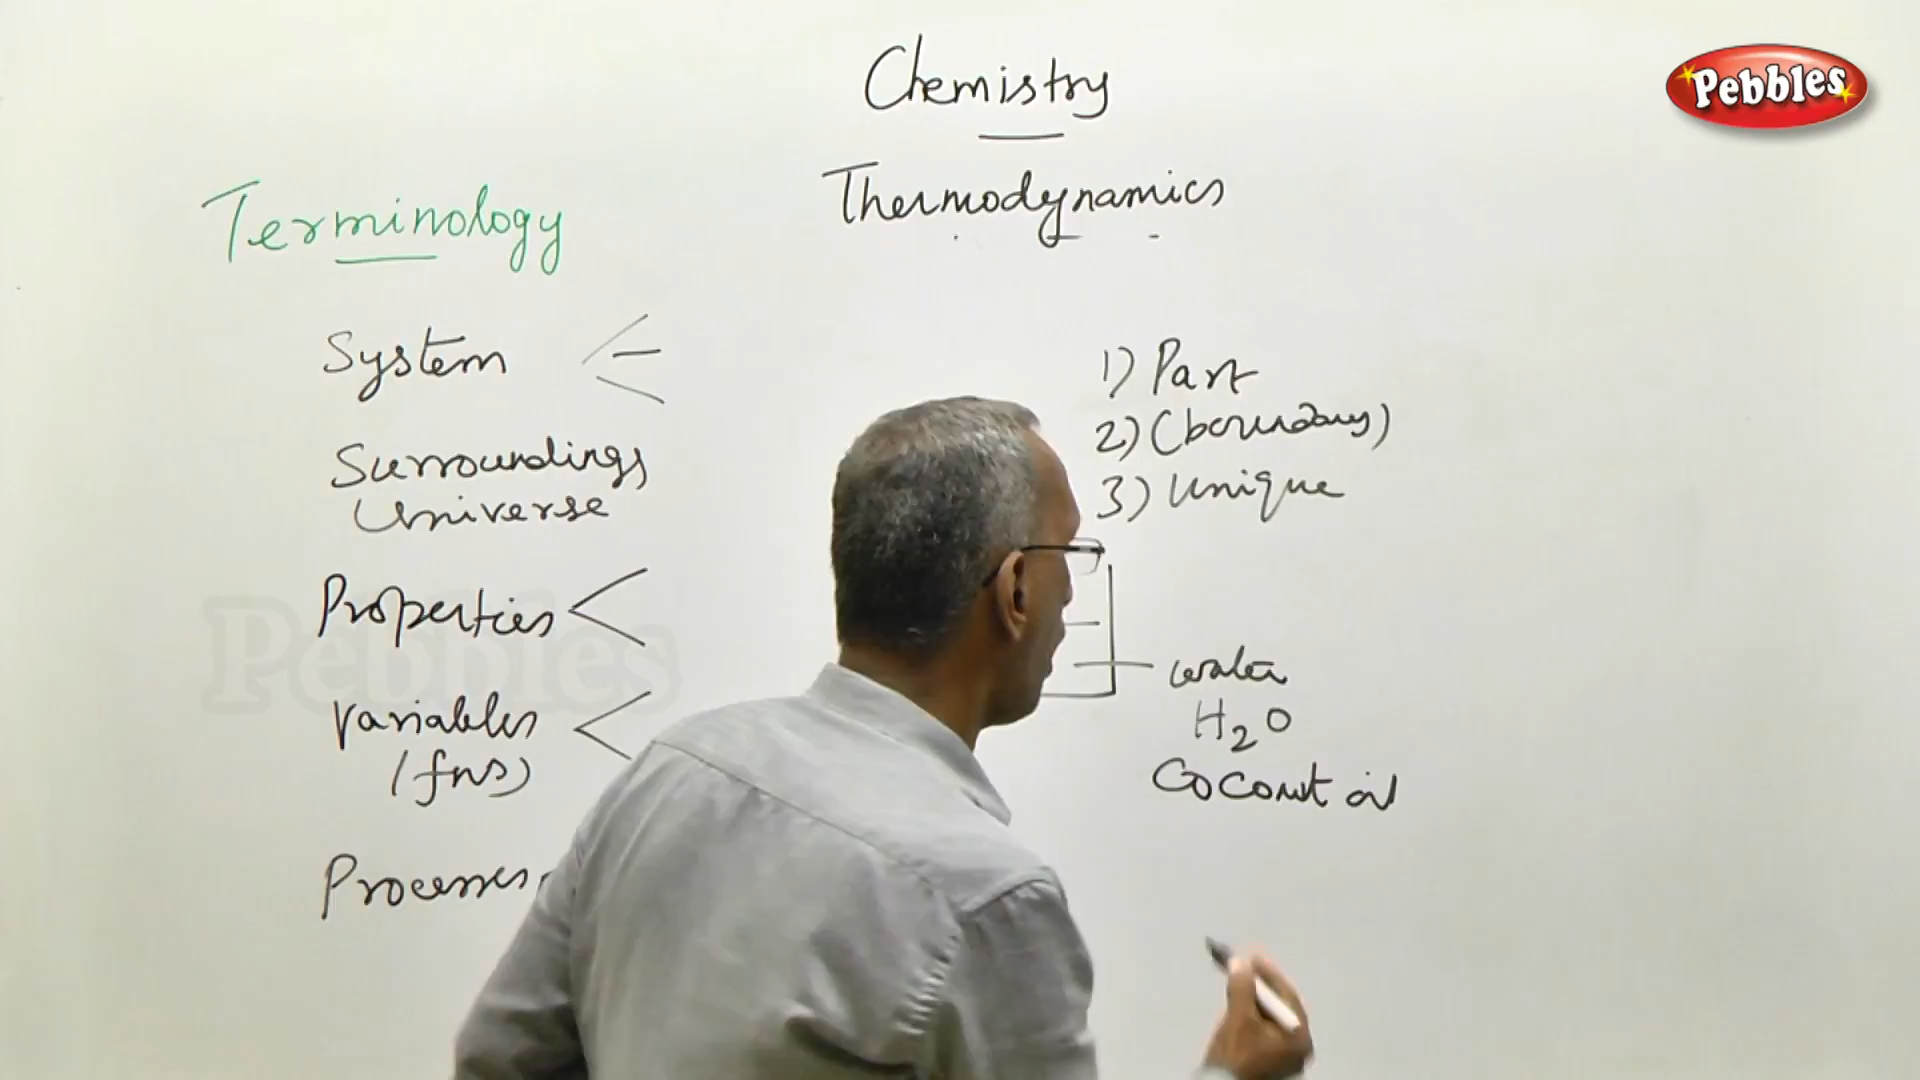 Chemistry
Thermodynamics
Pebbles
Terminology
System
Surroundings
Universe
Properties
Variables
(fns)
Processes
1) Part
2) (boundary)
3) Unique
water
H2O
Coconut oil
Pebbles